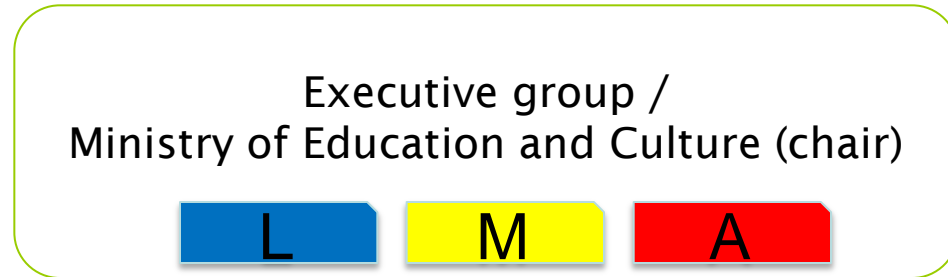 Executive group /
Ministry of Education and Culture (chair)
L M A